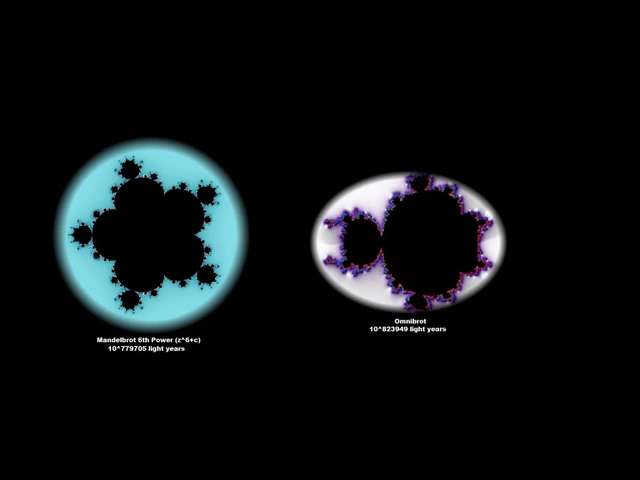 Mandelbrot 6th Power (z^6+c)
10^779705 light years
Omnibrot
10^823949 light years